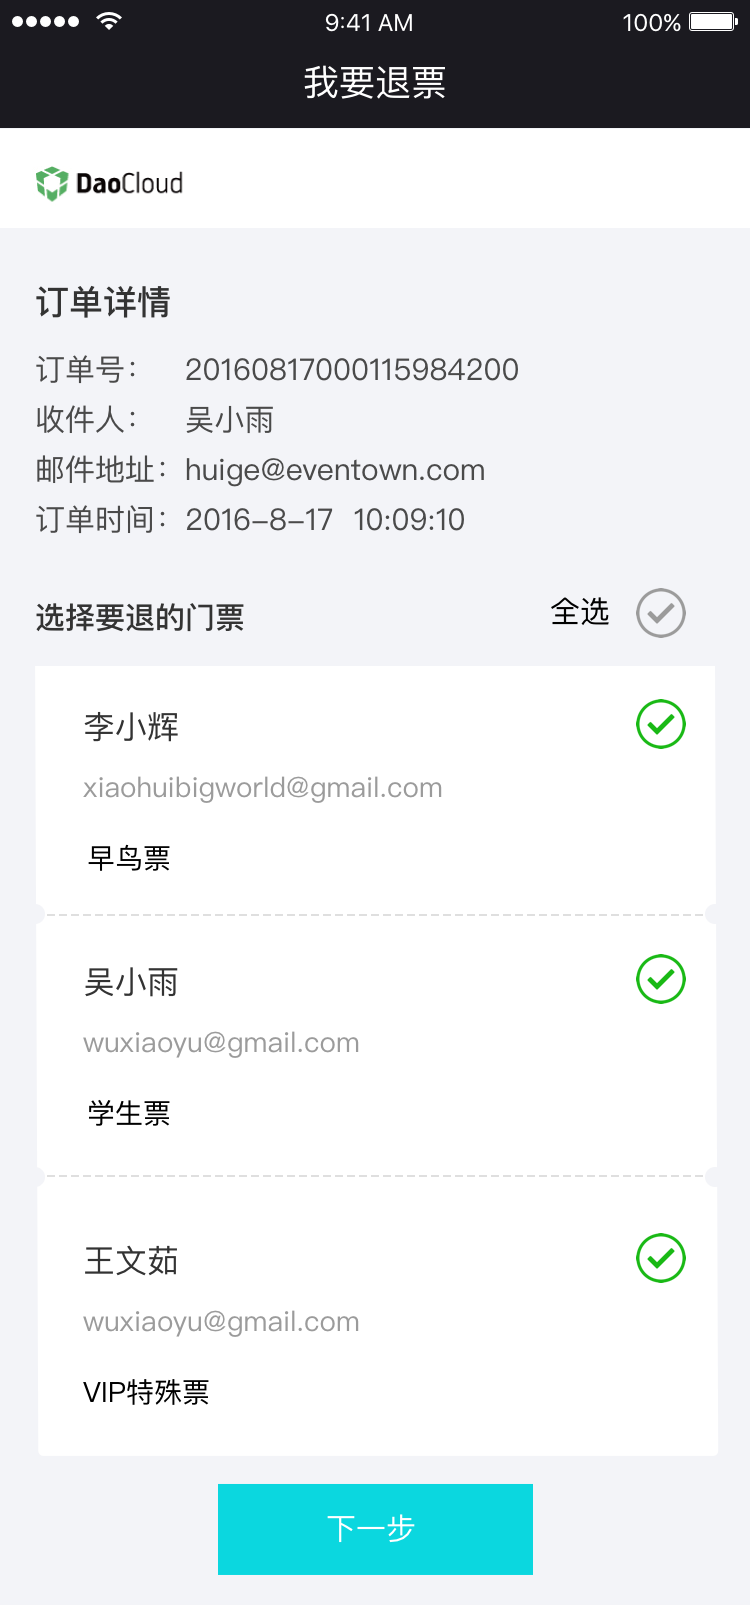 9:41 AM 100%
我要退票
DaoCloud
订单详情
订单号： 20160817000115984200
收件人： 吴小雨
邮件地址：huige@eventown.com
订单时间：2016-8-17 10:09:10
选择要退的门票 全选
李小辉
xiaohuibigworld@gmail.com
早鸟票
吴小雨
wuxiaoyu@gmail.com
学生票
王文茹
wuxiaoyu@gmail.com
VIP特殊票
下一步